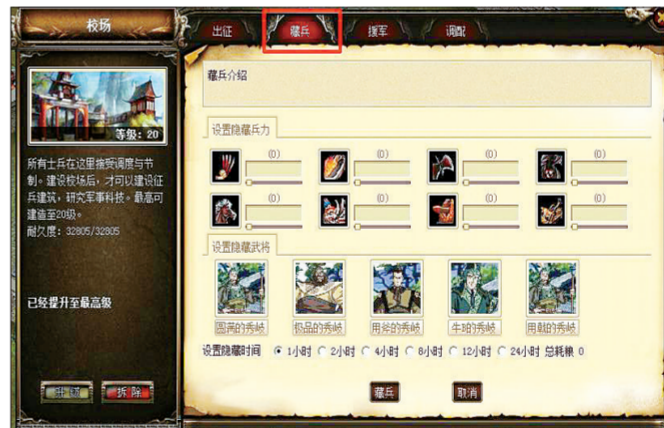 校场
出征 藏兵 援军 调配
等级：20
所有士兵在这里接受调度与节
制。建设校场后，才可以建设征
兵建筑，研究军事科技。最高可
建造至20级。
耐久度：32805/32805
已经提升至最高级
拆除
藏兵介绍
设置隐藏兵力
(0) (0) (0) (0)
(0) (0) (0) (0)
设置隐藏武将
圆满的秀岐 极品的秀岐 用斧的秀岐 牛B的秀岐 用戟的秀岐
设置隐藏时间 1小时 2小时 4小时 8小时 12小时 24小时 总耗粮 0
藏兵 取消